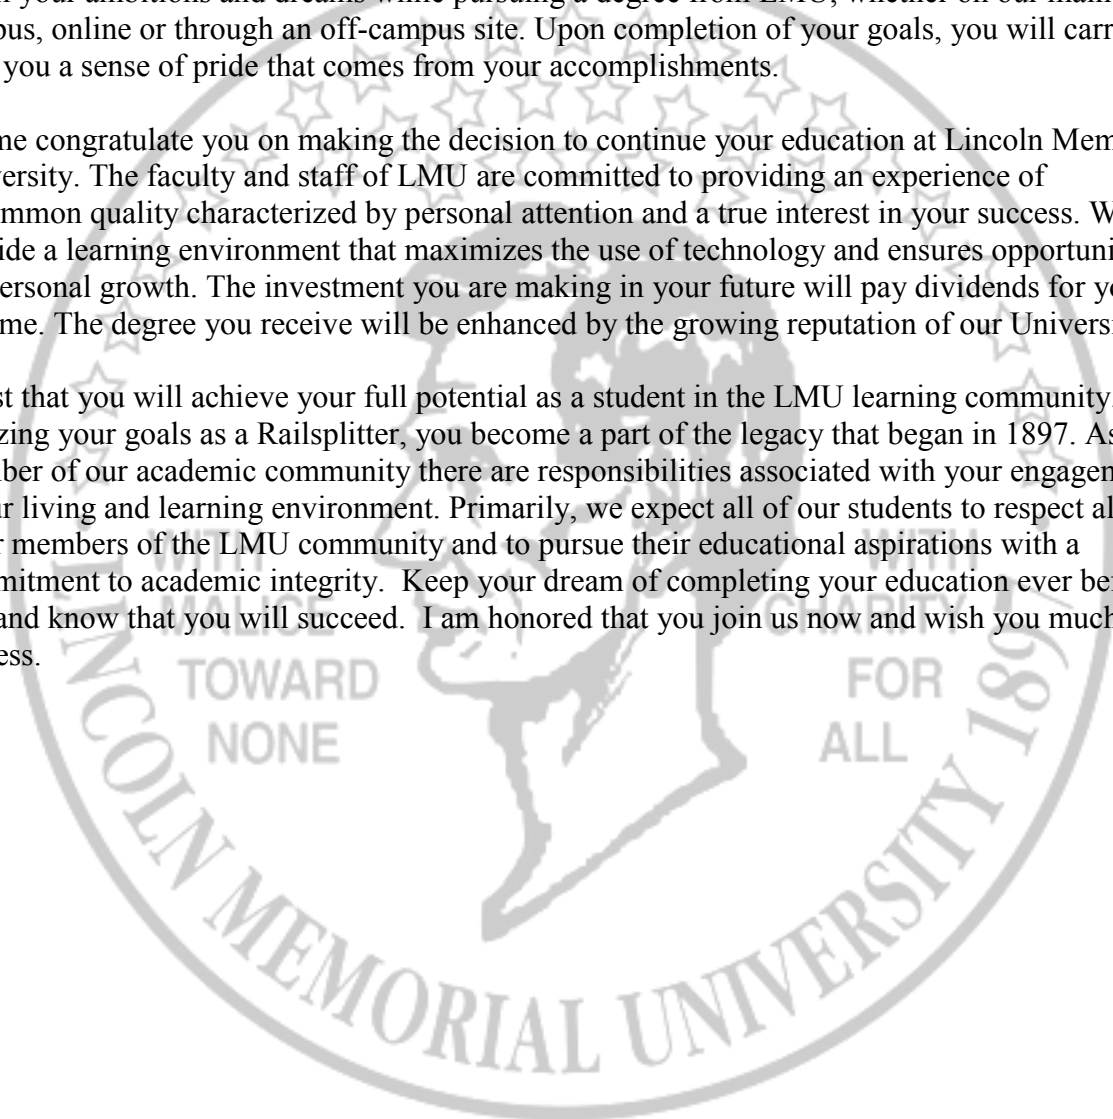 your ambitions and dreams while pursuing a degree from LMU, whether on our main
pus, online or through an off-campus site. Upon completion of your goals, you will carr
you a sense of pride that comes from your accomplishments.
me congratulate you on making the decision to continue your education at Lincoln Mem
versity. The faculty and staff of LMU are committed to providing an experience of
ommon quality characterized by personal attention and a true interest in your success. W
ide a learning environment that maximizes the use of technology and ensures opportuni
ersonal growth. The investment you are making in your future will pay dividends for yo
me. The degree you receive will be enhanced by the growing reputation of our Universi
st that you will achieve your full potential as a student in the LMU learning community.
zing your goals as a Railsplitter, you become a part of the legacy that began in 1897. As
ber of our academic community there are responsibilities associated with your engagem
ur living and learning environment. Primarily, we expect all of our students to respect al
r members of the LMU community and to pursue their educational aspirations with a
mitment to academic integrity.  Keep your dream of completing your education ever bef
and know that you will succeed.  I am honored that you join us now and wish you much
ess.
WITH
MALICE
TOWARD
NONE
WITH
CHARITY
FOR
ALL
LINCOLN MEMORIAL UNIVERSITY 1897